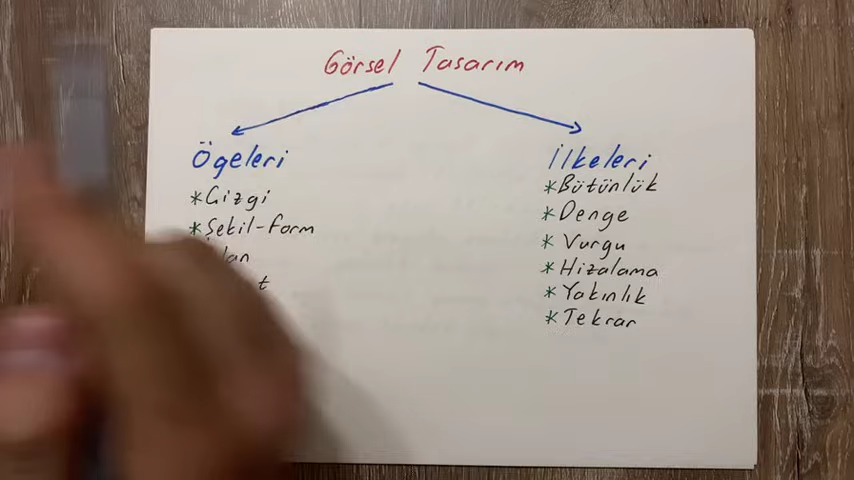 Görsel Tasarım
Ögeleri
*Çizgi
*Şekil-form
İlkeleri
*Bütünlük
*Denge
*Vurgu
*Hizalama
*Yakınlık
*Tekrar